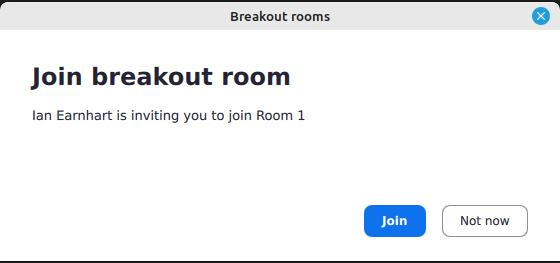 Breakout rooms
Join breakout room
Ian Earnhart is inviting you to join Room 1
Join
Not now